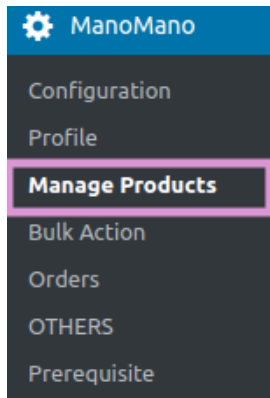 ManoMano
Configuration
Profile
Manage Products
Bulk Action
Orders
OTHERS
Prerequisite